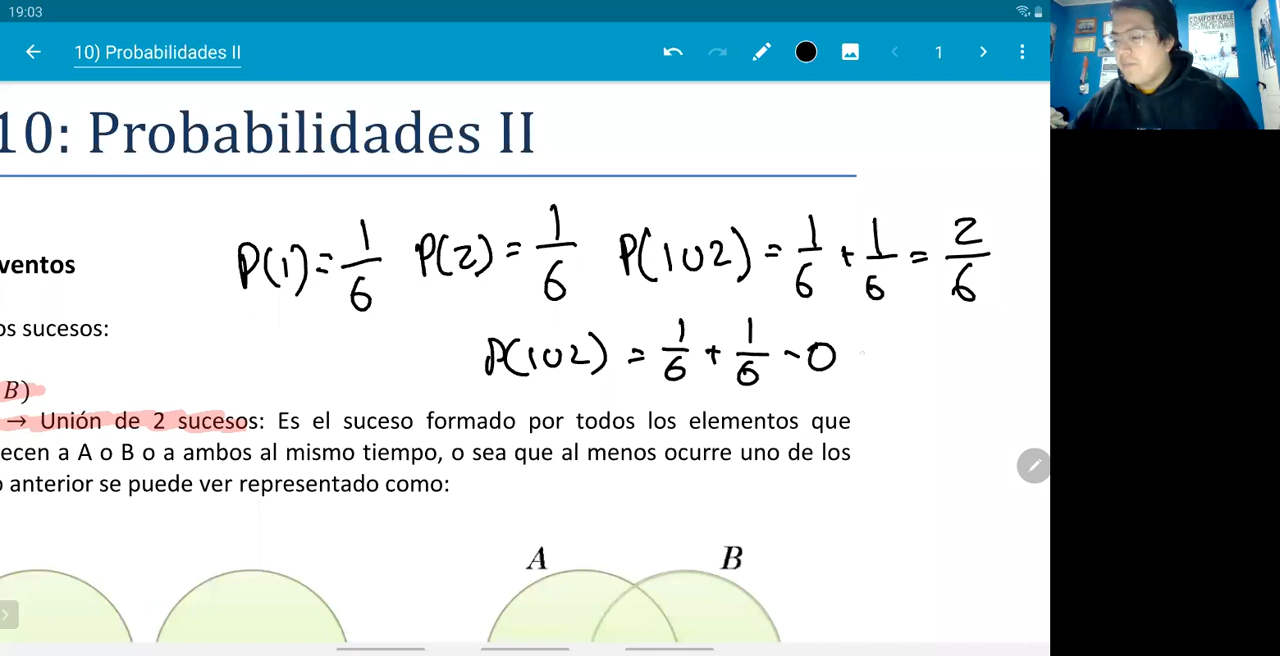 19:03
10) Probabilidades II
1
COMFORTABLE
10: Probabilidades II
P(1) = 1/6 P(2) = 1/6 P(1∪2) = 1/6 + 1/6 = 2/6
ventos
os sucesos:
P(1∪2) = 1/6 + 1/6 - 0
B)
→ Unión de 2 sucesos: Es el suceso formado por todos los elementos que
ecen a A o B o a ambos al mismo tiempo, o sea que al menos ocurre uno de los
o anterior se puede ver representado como:
A B